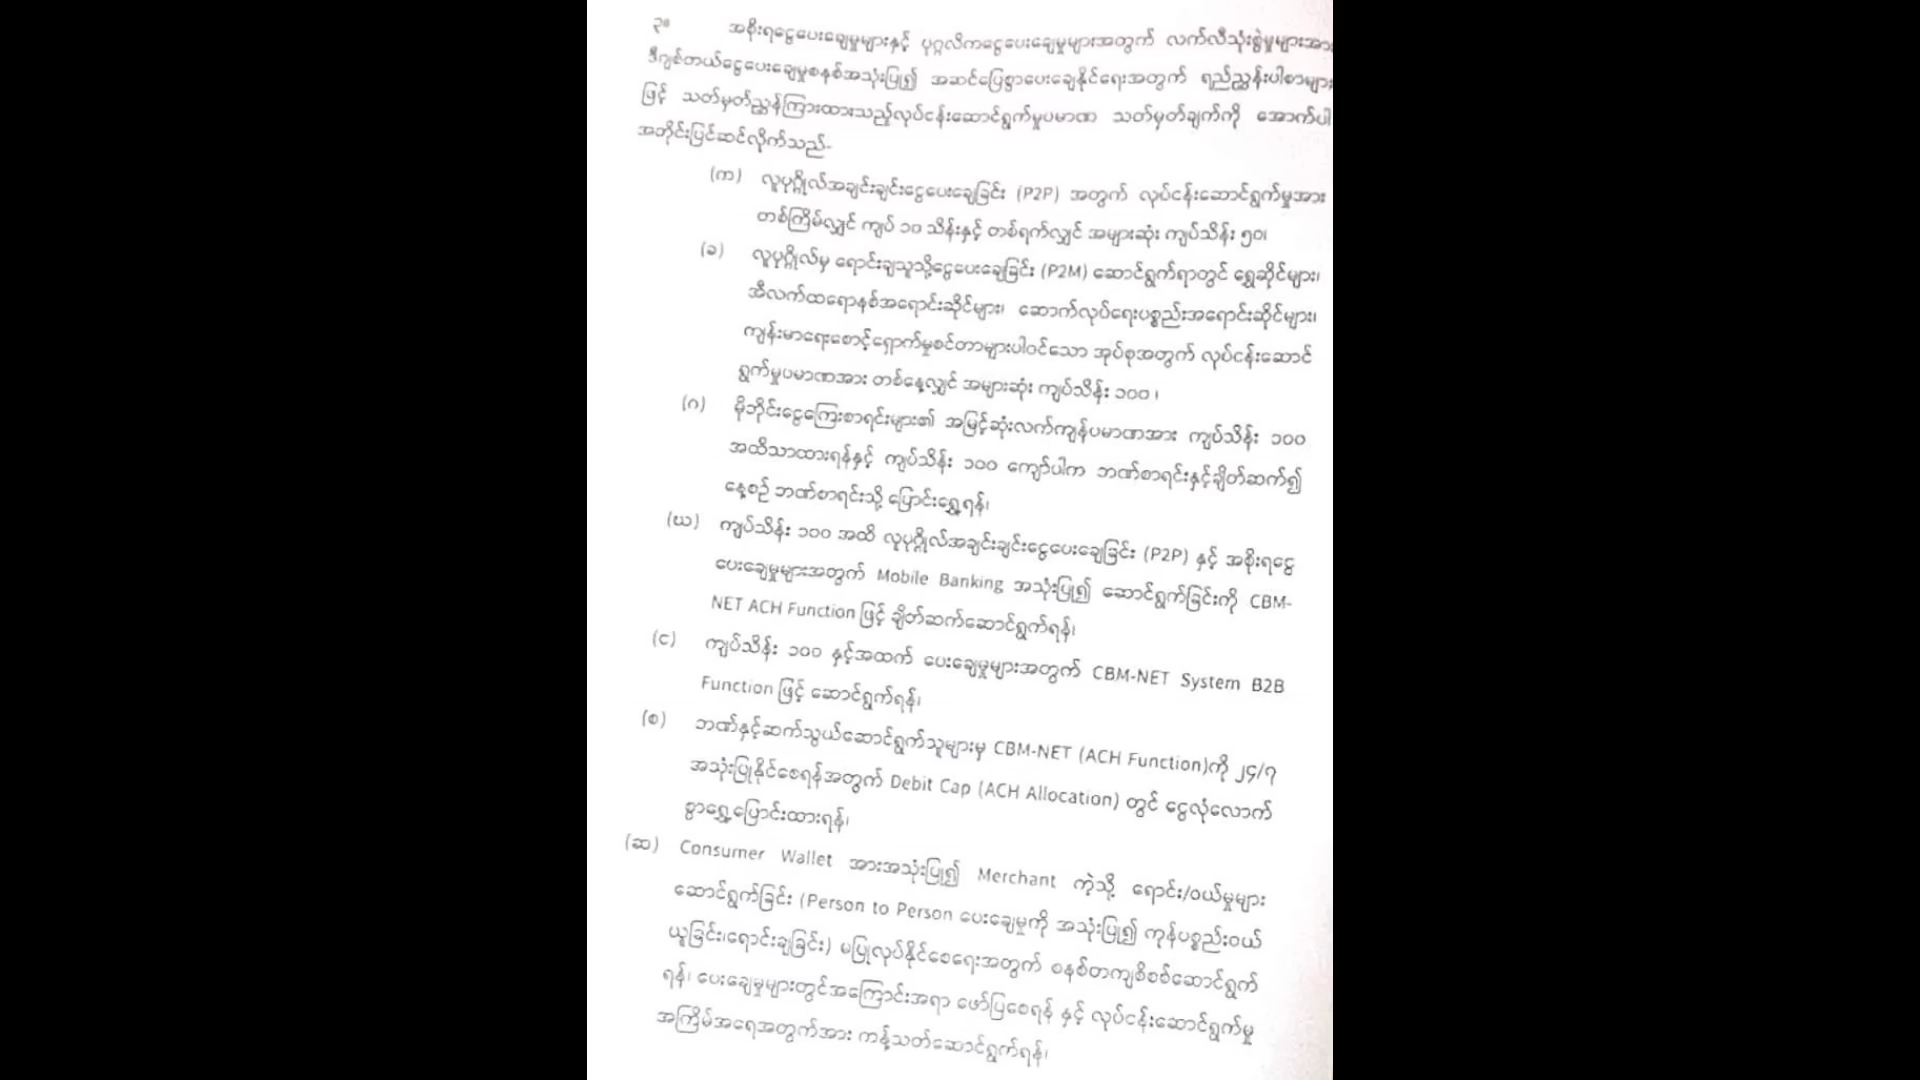 ၃။ အစိုးရငွေပေးချေမှုများနှင့် ပုဂ္ဂလိကငွေပေးချေမှုများအတွက် လက်လီသုံးစွဲမှုများအား
ဒီဂျစ်တယ်ငွေပေးချေမှုစနစ်အသုံးပြု၍ အဆင်ပြေစွာပေးချေနိုင်ရေးအတွက် ရည်ညွှန်းပါစာများ
ဖြင့် သတ်မှတ်ညွှန်ကြားထားသည့်လုပ်ငန်းဆောင်ရွက်မှုပမာဏ သတ်မှတ်ချက်ကို အောက်ပါ
အတိုင်းပြင်ဆင်လိုက်သည်-
(က) လူပုဂ္ဂိုလ်အချင်းချင်းငွေပေးချေခြင်း (P2P) အတွက် လုပ်ငန်းဆောင်ရွက်မှုအား
တစ်ကြိမ်လျှင် ကျပ် ၁၀ သိန်းနှင့် တစ်ရက်လျှင် အများဆုံး ကျပ်သိန်း ၅၀၊
(ခ) လူပုဂ္ဂိုလ်မှ ရောင်းချသူသို့ငွေပေးချေခြင်း (P2M) ဆောင်ရွက်ရာတွင် ရွှေဆိုင်များ၊
အီလက်ထရောနစ်အရောင်းဆိုင်များ၊ ဆောက်လုပ်ရေးပစ္စည်းအရောင်းဆိုင်များ၊
ကျန်းမာရေးစောင့်ရှောက်မှုစင်တာများပါဝင်သော အုပ်စုအတွက် လုပ်ငန်းဆောင်
ရွက်မှုပမာဏအား တစ်နေ့လျှင် အများဆုံး ကျပ်သိန်း ၁၀၀ ၊
(ဂ) မိုဘိုင်းငွေကြေးစာရင်းများ၏ အမြင့်ဆုံးလက်ကျန်ပမာဏအား ကျပ်သိန်း ၁၀၀
အထိသာထားရန်နှင့် ကျပ်သိန်း ၁၀၀ ကျော်ပါက ဘဏ်စာရင်းနှင့်ချိတ်ဆက်၍
နေ့စဉ် ဘဏ်စာရင်းသို့ ပြောင်းရွှေ့ရန်၊
(ဃ) ကျပ်သိန်း ၁၀၀ အထိ လူပုဂ္ဂိုလ်အချင်းချင်းငွေပေးချေခြင်း (P2P) နှင့် အစိုးရငွေ
ပေးချေမှုများအတွက် Mobile Banking အသုံးပြု၍ ဆောင်ရွက်ခြင်းကို CBM-
NET ACH Function ဖြင့် ချိတ်ဆက်ဆောင်ရွက်ရန်၊
(င) ကျပ်သိန်း ၁၀၀ နှင့်အထက် ပေးချေမှုများအတွက် CBM-NET System B2B
Function ဖြင့် ဆောင်ရွက်ရန်၊
(စ) ဘဏ်နှင့်ဆက်သွယ်ဆောင်ရွက်သူများမှ CBM-NET (ACH Function)ကို ၂၄/၇
အသုံးပြုနိုင်စေရန်အတွက် Debit Cap (ACH Allocation) တွင် ငွေလုံလောက်
စွာရွှေ့ပြောင်းထားရန်၊
(ဆ) Consumer Wallet အားအသုံးပြု၍ Merchant ကဲ့သို့ ရောင်း/ဝယ်မှုများ
ဆောင်ရွက်ခြင်း (Person to Person ပေးချေမှုကို အသုံးပြု၍ ကုန်ပစ္စည်းဝယ်
ယူခြင်း၊ရောင်းချခြင်း) မပြုလုပ်နိုင်စေရေးအတွက် စနစ်တကျစိစစ်ဆောင်ရွက်
ရန်၊ ပေးချေမှုများတွင်အကြောင်းအရာ ဖော်ပြစေရန် နှင့် လုပ်ငန်းဆောင်ရွက်မှု
အကြိမ်အရေအတွက်အား ကန့်သတ်ဆောင်ရွက်ရန်၊